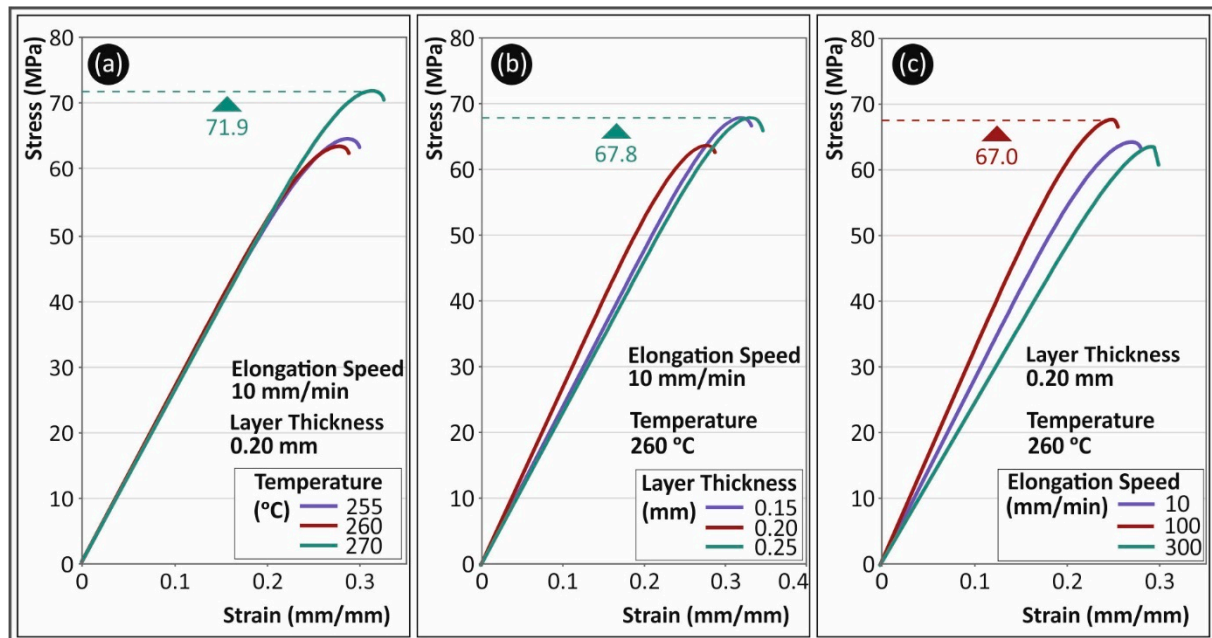 (a)
Stress (MPa)
80
70
60
50
40
30
20
10
0
71.9
Elongation Speed
10 mm/min
Layer Thickness
0.20 mm
Temperature
(ºC)
255
260
270
0
0.1
0.2
0.3
Strain (mm/mm)
(b)
Stress (MPa)
80
70
60
50
40
30
20
10
0
67.8
Elongation Speed
10 mm/min
Temperature
260 ºC
Layer Thickness
(mm)
0.15
0.20
0.25
0
0.1
0.2
0.3
0.4
Strain (mm/mm)
(c)
Stress (MPa)
80
70
60
50
40
30
20
10
0
67.0
Layer Thickness
0.20 mm
Temperature
260 ºC
Elongation Speed
(mm/min)
10
100
300
0
0.1
0.2
0.3
Strain (mm/mm)